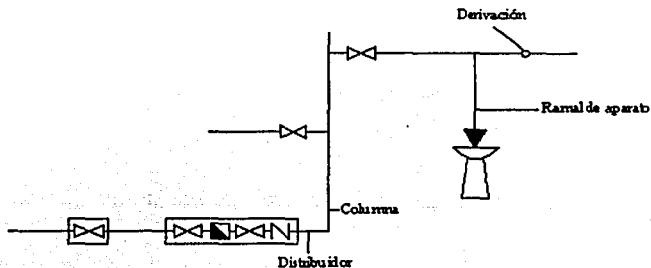 Derivación
Ramal de aparato
Columna
Distribuidor